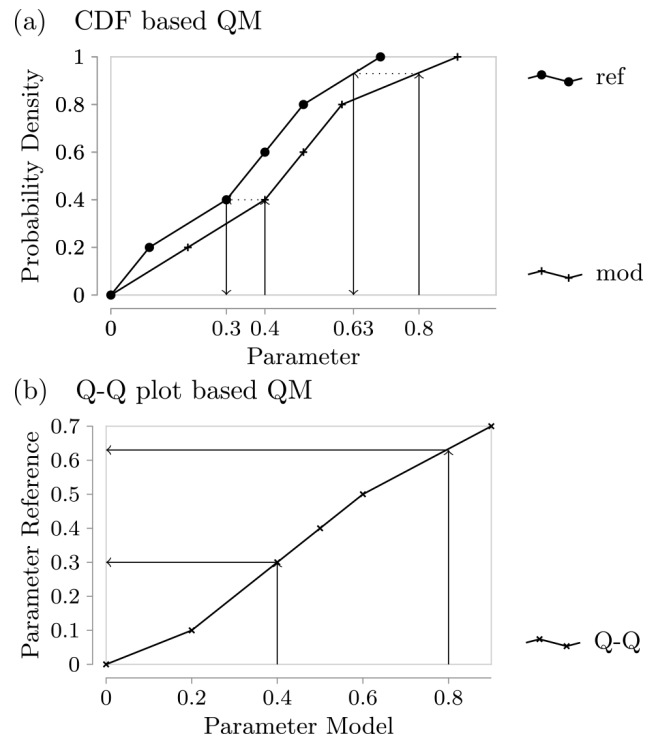 (a) CDF based QM
1
0.8
0.6
0.4
0.2
0
Probability Density
0 0.3 0.4 0.63 0.8
Parameter
ref
mod
(b) Q-Q plot based QM
0.7
0.6
0.5
0.4
0.3
0.2
0.1
0
Parameter Reference
0 0.2 0.4 0.6 0.8
Parameter Model
Q-Q